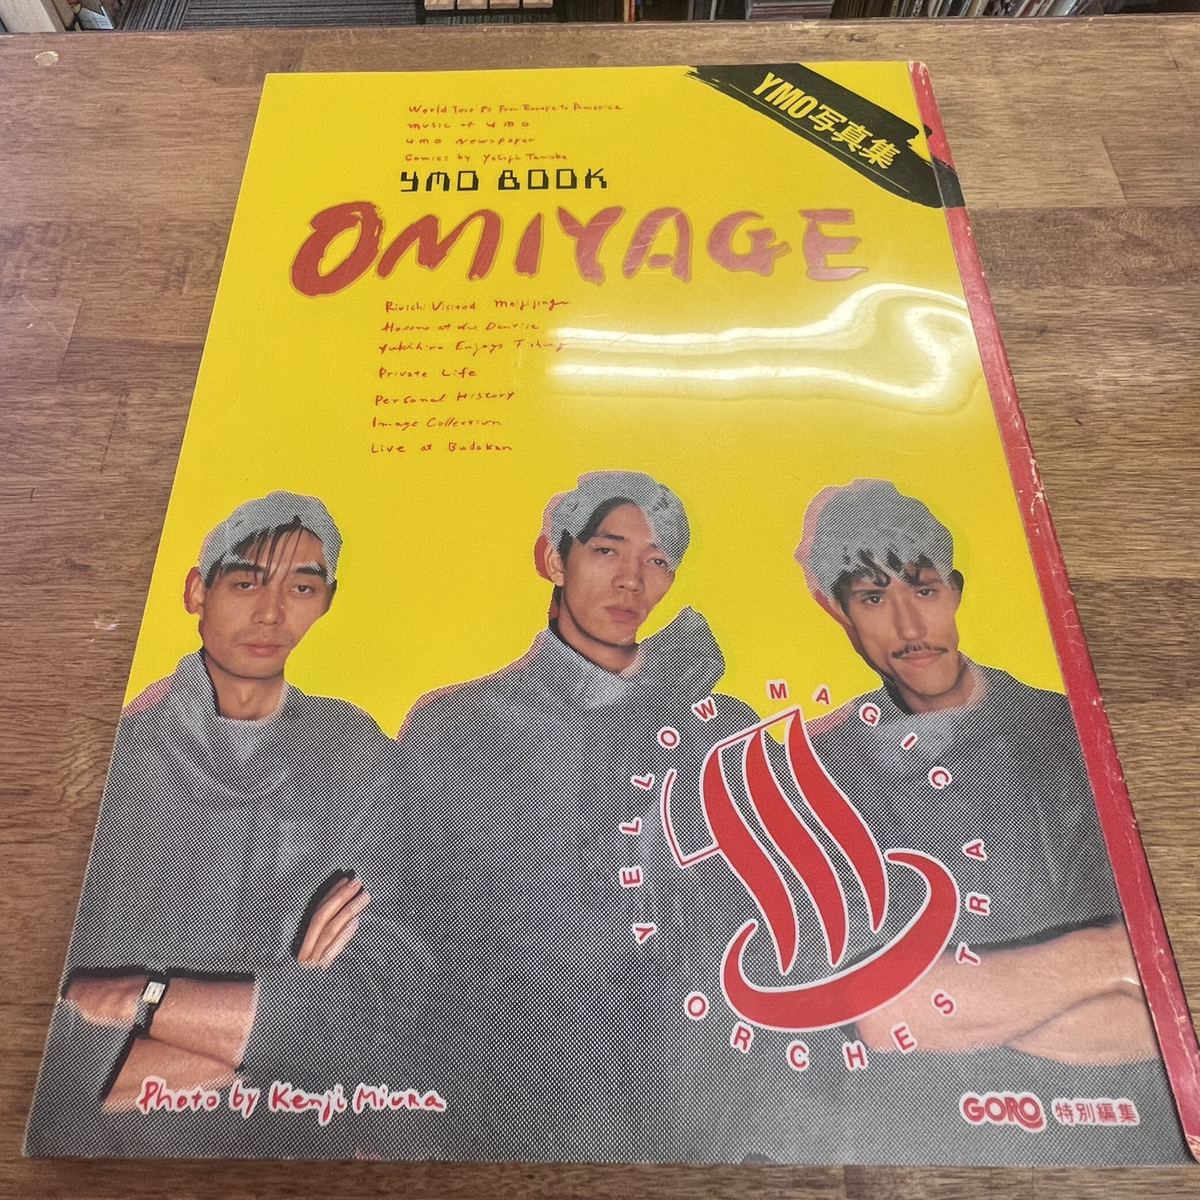 World Tour '80 From Europe to America
music of YMO
YMO Newspaper
Comics by Yosuph Tanaka
YMO写真集
YMO BOOK
OMIYAGE
Riuichi Visited Meijijingu
Hosono at the Dentist
Yukihiro Enjoys Fishing
Private Life
Personal History
Image Collection
Live at Budokan
YELLOW MAGIC ORCHESTRA
Photo by Kenji Miura
GORO 特別編集